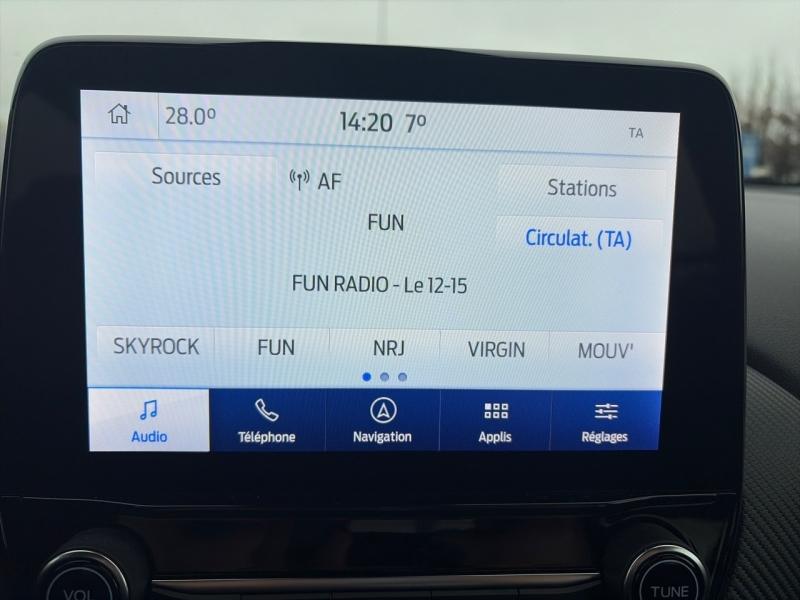 28.0º 14:20 7º TA
Sources AF Stations
FUN
Circulat. (TA)
FUN RADIO - Le 12-15
SKYROCK FUN NRJ VIRGIN MOUV'
Audio Téléphone Navigation Applis Réglages
VOL TUNE